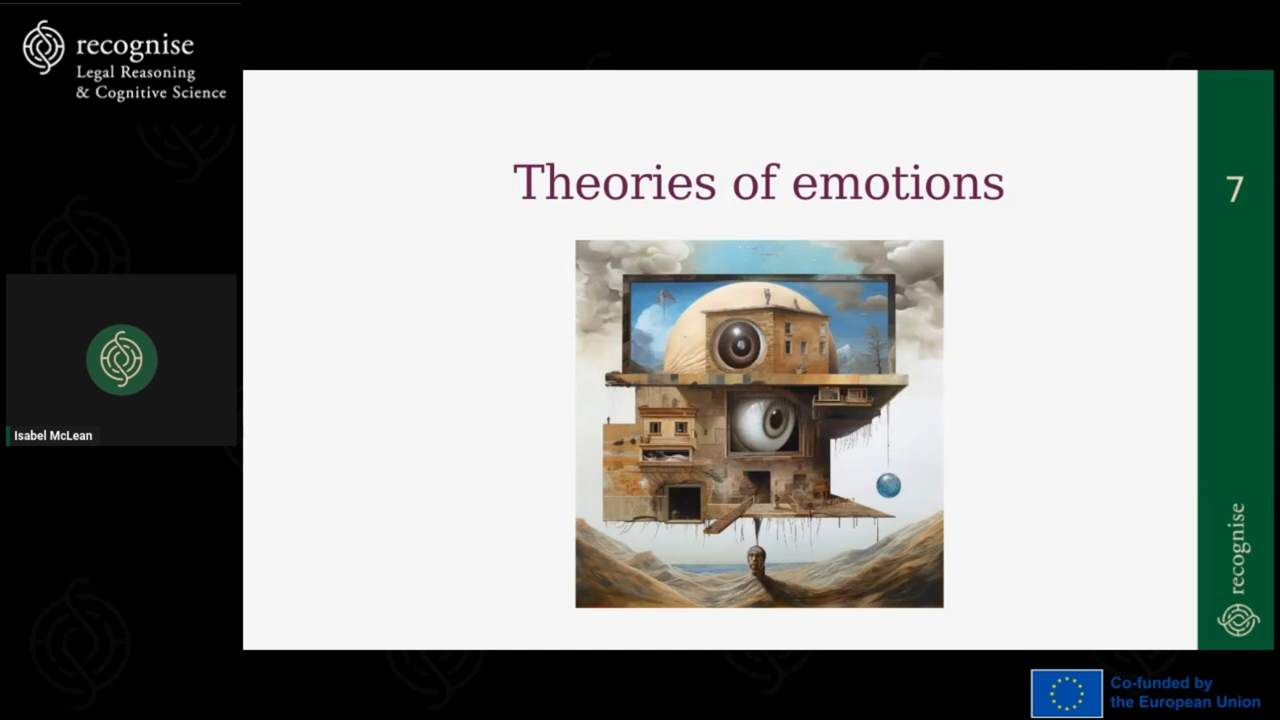 recognise
Legal Reasoning
& Cognitive Science
Theories of emotions
7
Isabel McLean
recognise
Co-funded by
the European Union